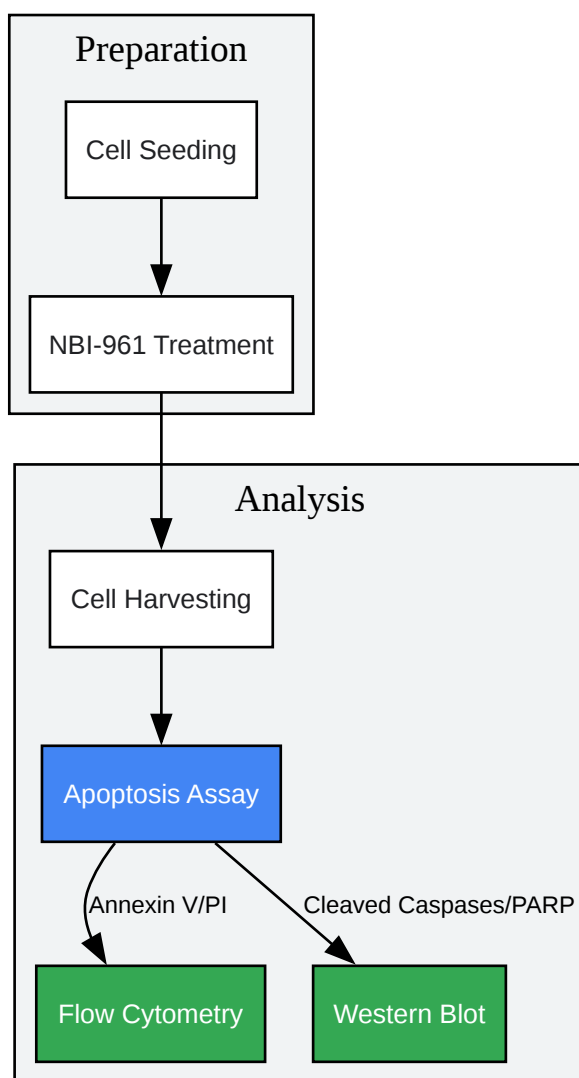 Preparation
Cell Seeding
NBI-961 Treatment
Analysis
Cell Harvesting
Apoptosis Assay
Annexin V/PI
Cleaved Caspases/PARP
Flow Cytometry
Western Blot